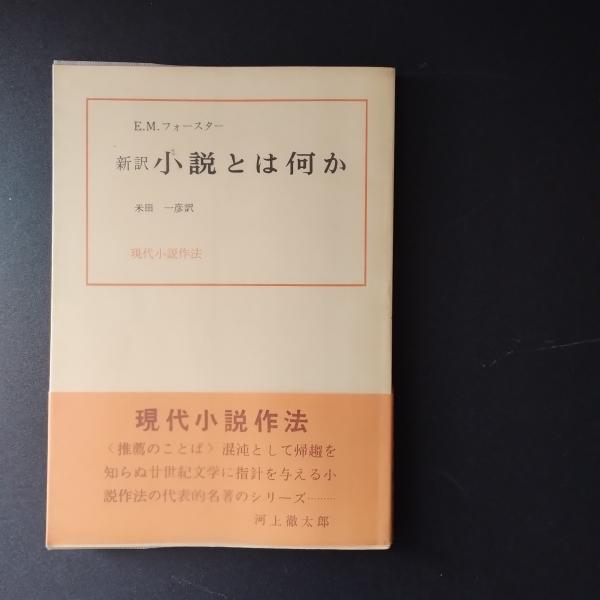 E.M.フォースター
新訳 小説とは何か
米田 一彦訳
現代小説作法
現代小説作法
〈推薦のことば〉混沌として帰趨を
知らぬ廿世紀文学に指針を与える小
説作法の代表的名著のシリーズ………
河上徹太郎